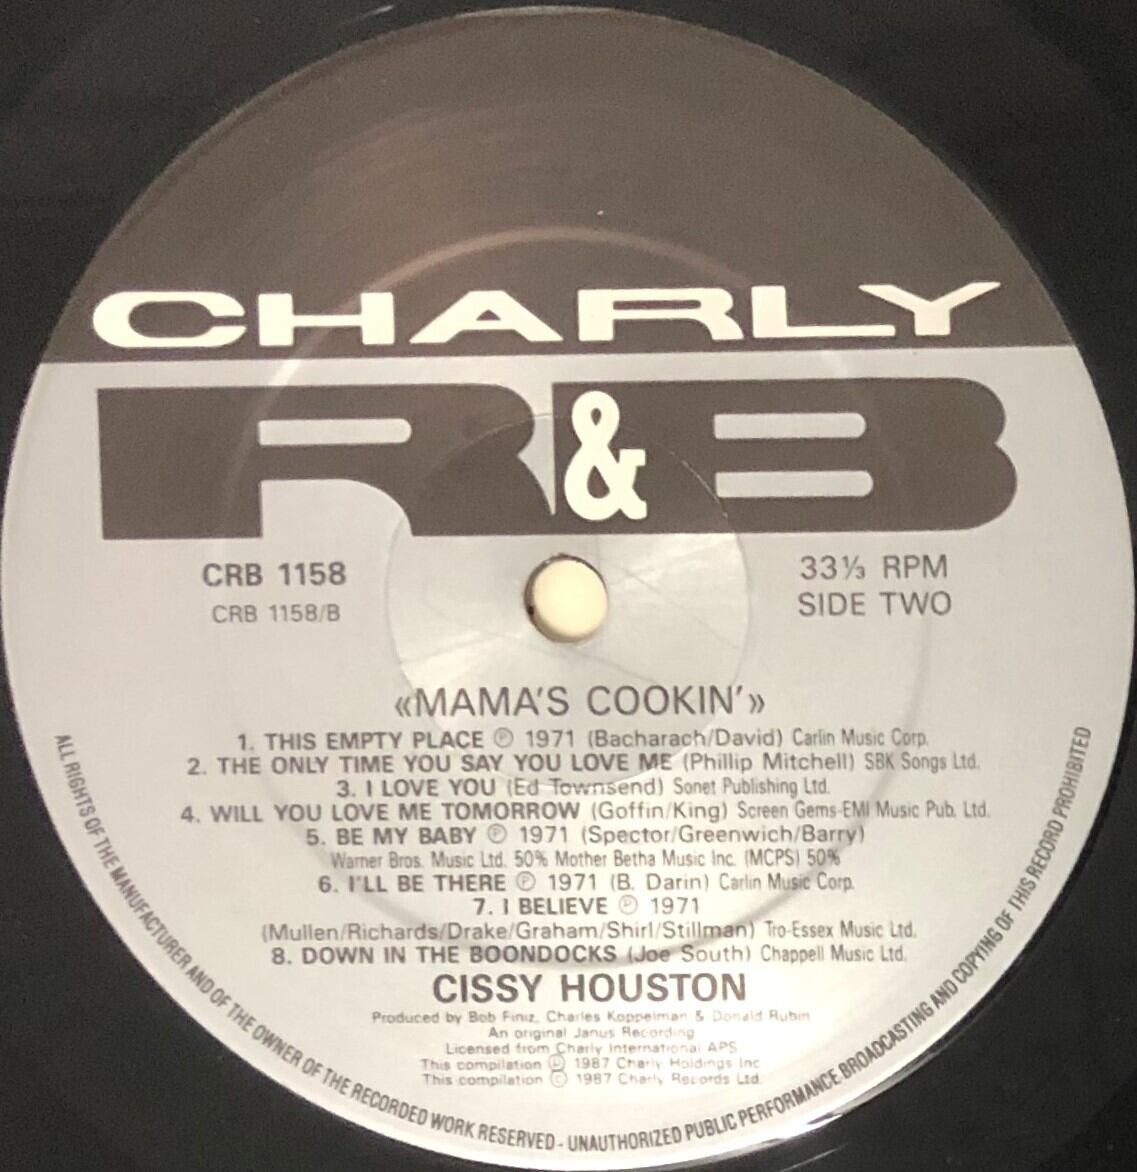 CHARLY
R&B
CRB 1158
CRB 1158/B
33⅓ RPM
SIDE TWO
«MAMA'S COOKIN'»
1. THIS EMPTY PLACE ℗ 1971 (Bacharach/David) Carlin Music Corp.
2. THE ONLY TIME YOU SAY YOU LOVE ME (Phillip Mitchell) SBK Songs Ltd.
3. I LOVE YOU (Ed Townsend) Sonet Publishing Ltd.
4. WILL YOU LOVE ME TOMORROW (Goffin/King) Screen Gems-EMI Music Pub. Ltd.
5. BE MY BABY ℗ 1971 (Spector/Greenwich/Barry)
Warner Bros. Music Ltd. 50% Mother Betha Music Inc. (MCPS) 50%
6. I'LL BE THERE ℗ 1971 (B. Darin) Carlin Music Corp.
7. I BELIEVE ℗ 1971
(Mullen/Richards/Drake/Graham/Shirl/Stillman) Tro-Essex Music Ltd.
8. DOWN IN THE BOONDOCKS (Joe South) Chappell Music Ltd.
CISSY HOUSTON
Produced by Bob Finiz, Charles Koppelman & Donald Rubin
An original Janus Recording
Licensed from Charly International APS
This compilation ℗ 1987 Charly Holdings Inc
This compilation © 1987 Charly Records Ltd.
ALL RIGHTS OF THE MANUFACTURER AND OF THE OWNER OF THE RECORDED WORK RESERVED - UNAUTHORIZED PUBLIC PERFORMANCE, BROADCASTING AND COPYING OF THIS RECORD PROHIBITED